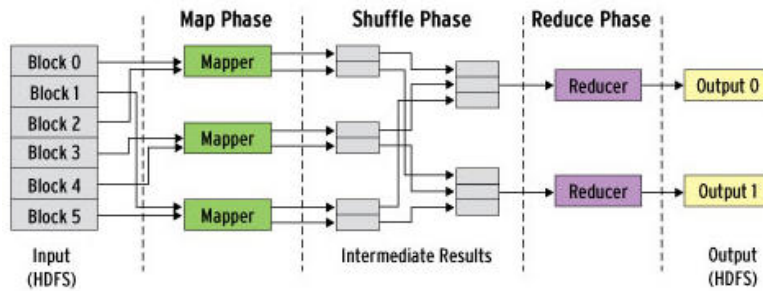 Map Phase
Shuffle Phase
Reduce Phase
Block 0
Block 1
Block 2
Block 3
Block 4
Block 5
Mapper
Mapper
Mapper
Reducer
Reducer
Output 0
Output 1
Input
(HDFS)
Intermediate Results
Output
(HDFS)